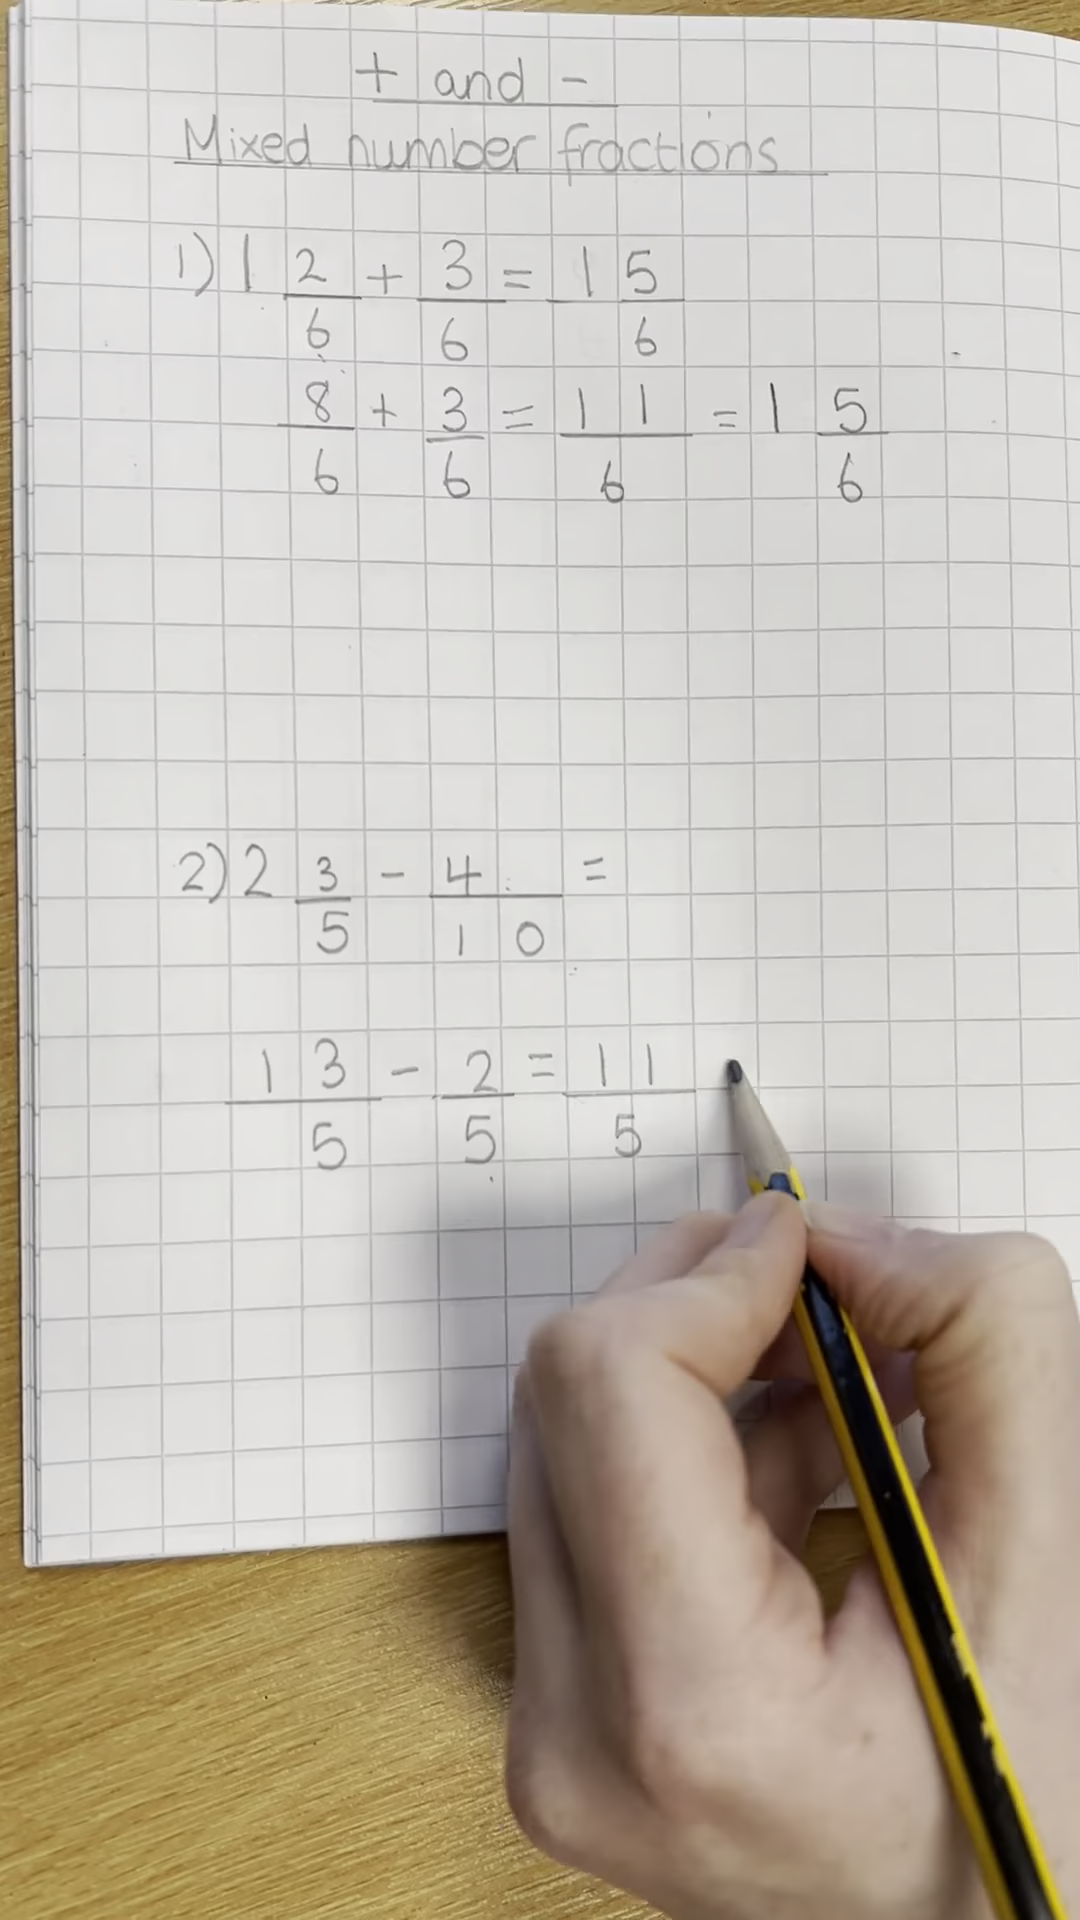 + and -
Mixed number fractions
1) 1 2/6 + 3/6 = 1 5/6
8/6 + 3/6 = 11/6 = 1 5/6
2) 2 3/5 - 4/10 =
13/5 - 2/5 = 11/5